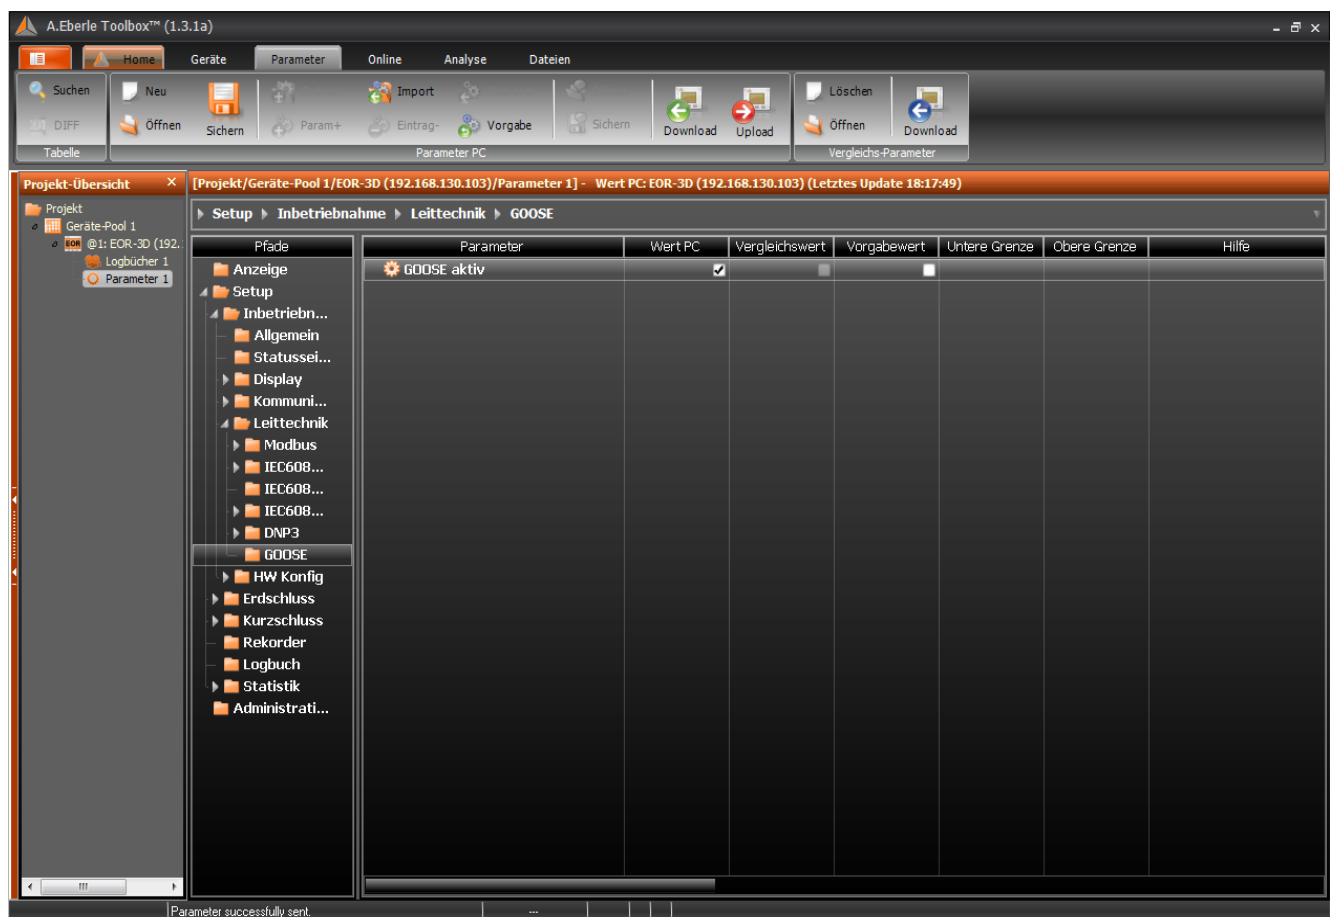 A.Eberle Toolbox™ (1.3.1a)
Home Geräte Parameter Online Analyse Dateien
Suchen Neu Import Löschen
DIFF Öffnen Sichern Param+ Eintrag- Vorgabe Sichern Download Upload Öffnen Download
Tabelle Parameter PC Vergleichs-Parameter
Projekt-Übersicht × [Projekt/Geräte-Pool 1/EOR-3D (192.168.130.103)/Parameter 1] - Wert PC: EOR-3D (192.168.130.103) (Letztes Update 18:17:49)
Projekt
Geräte-Pool 1
EOR @1: EOR-3D (192.
Logbücher 1
Parameter 1
Setup Inbetriebnahme Leittechnik GOOSE
Pfade Parameter Wert PC Vergleichswert Vorgabewert Untere Grenze Obere Grenze Hilfe
Anzeige GOOSE aktiv
Setup
Inbetriebn...
Allgemein
Statussei...
Display
Kommuni...
Leittechnik
Modbus
IEC608...
IEC608...
IEC608...
DNP3
GOOSE
HW Konfig
Erdschluss
Kurzschluss
Rekorder
Logbuch
Statistik
Administrati...
Parameter successfully sent. ---